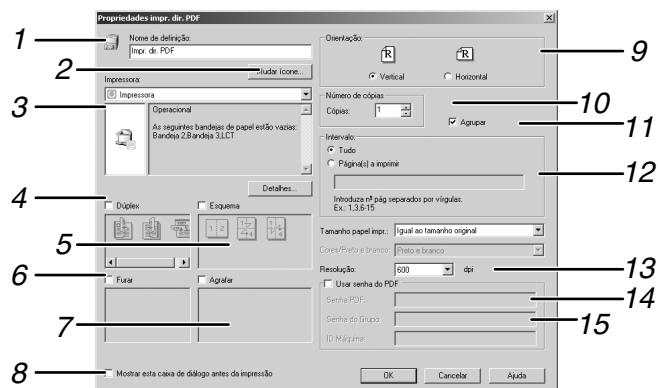 Propriedades impr. dir. PDF
1
Nome de definição:
Impr. dir. PDF
2
Mudar ícone...
Impressora:
Impressora
3
Operacional
As seguintes bandejas de papel estão vazias:
Bandeja 2,Bandeja 3,LCT
Detalhes...
4
Dúplex
Esquema
5
6
Furar
Agrafar
7
8
Mostrar esta caixa de diálogo antes da impressão
Orientação:
R
R
9
Vertical
Horizontal
Número de cópias
10
Cópias:
1
Agrupar
11
Intervalo:
Tudo
Página(s) a imprimir
12
Introduza nº pág separados por vírgulas.
Ex.: 1,3,6-15
Tamanho papel impr.:
Igual ao tamanho original
Cores/Preto e branco:
Preto e branco
Resolução:
600
dpi
13
Usar senha do PDF
Senha PDF:
14
Senha do Grupo:
15
ID Máquina:
OK
Cancelar
Ajuda